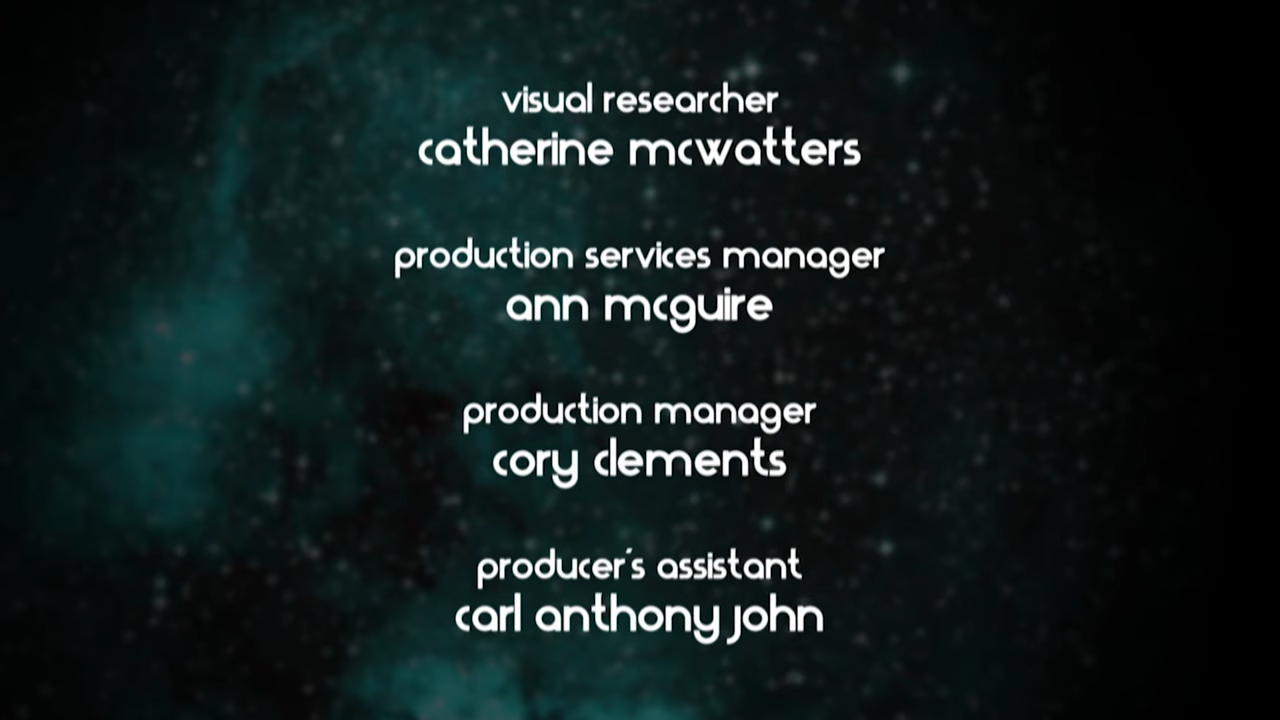 visual researcher
catherine mcwatters
production services manager
ann mcguire
production manager
cory clements
producer's assistant
carl anthony john